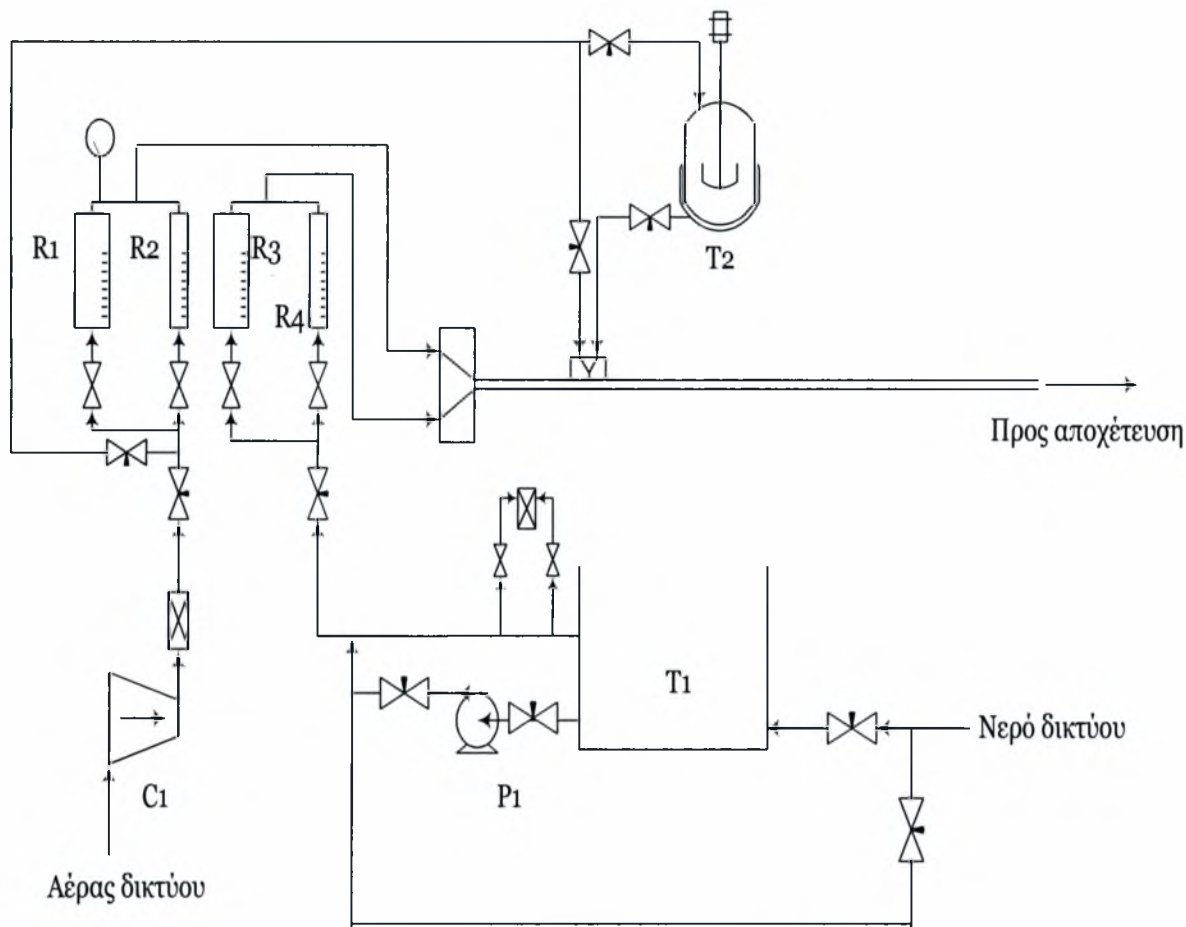 R1
R2
R3
R4
T2
Προς αποχέτευση
T1
Νερό δικτύου
C1
P1
Αέρας δικτύου